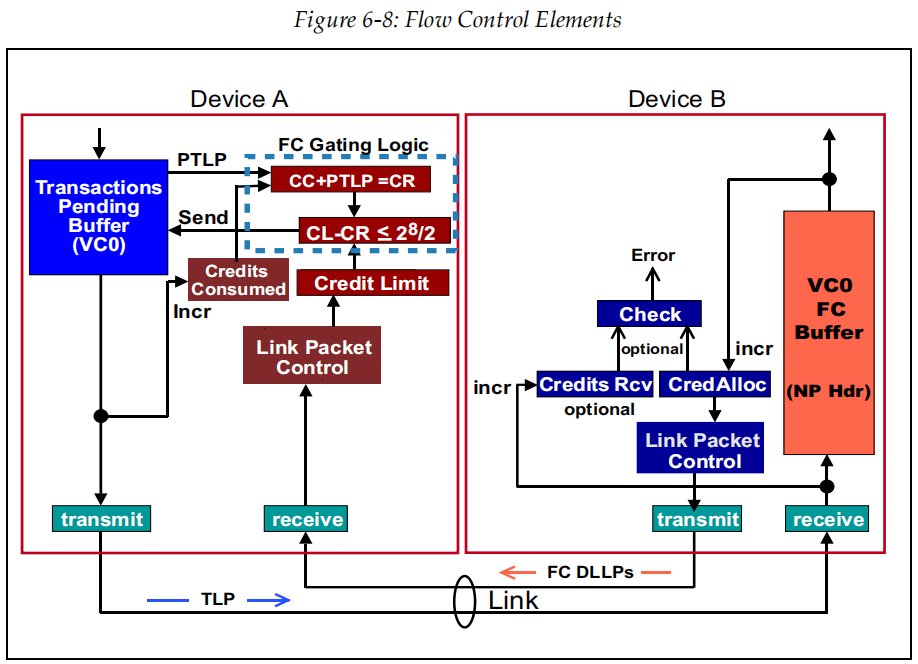 Figure 6-8: Flow Control Elements
Device A
Device B
FC Gating Logic
PTLP
CC+PTLP =CR
Transactions
Pending
Buffer
(VC0)
Send
CL-CR ≤ 2⁸/2
Credits
Consumed
Credit Limit
Incr
Link Packet
Control
transmit
receive
Error
Check
optional
incr
incr
Credits Rcv
CredAlloc
optional
Link Packet
Control
VC0
FC
Buffer
(NP Hdr)
transmit
receive
FC DLLPs
TLP
Link